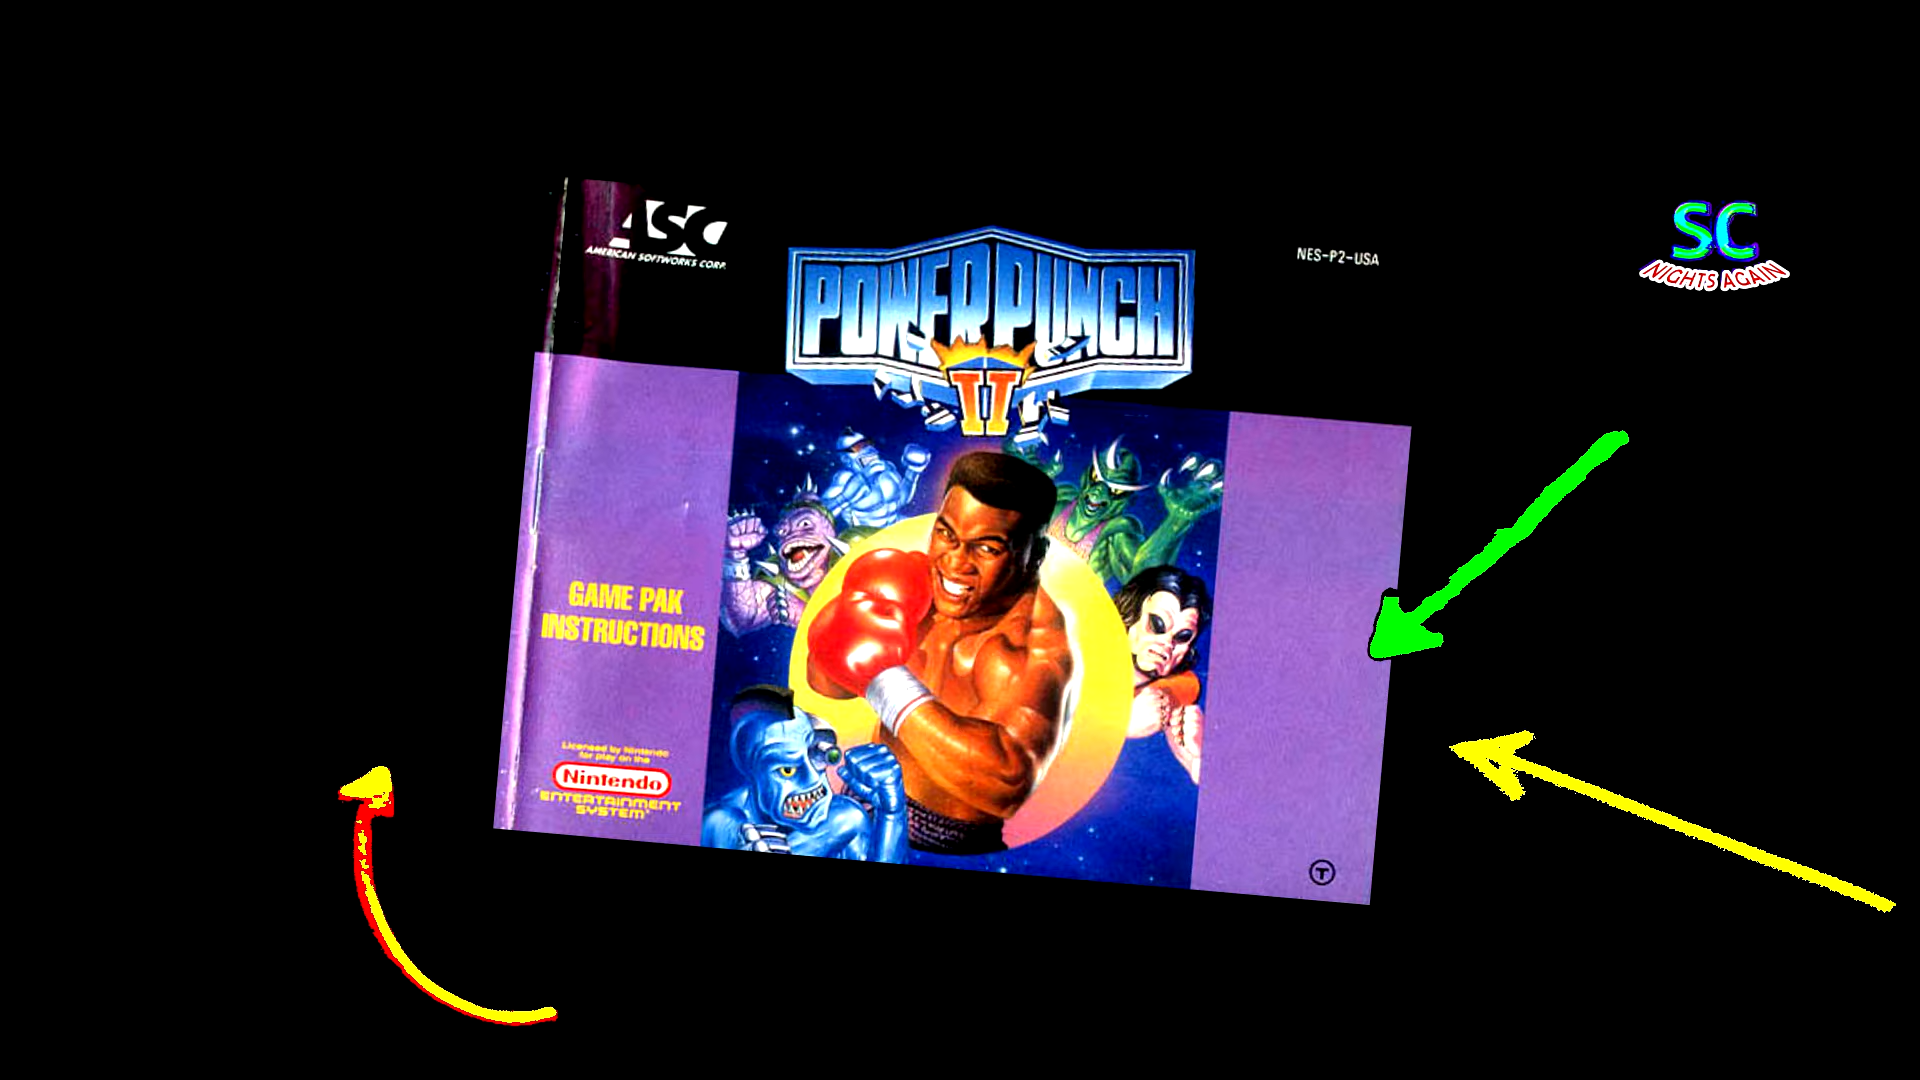 ASC
AMERICAN SOFTWORKS CORP.
POWER PUNCH
II
NES-P2-USA
SC
NIGHTS AGAIN
GAME PAK
INSTRUCTIONS
Licensed by Nintendo
for play on the
Nintendo
ENTERTAINMENT
SYSTEM
T